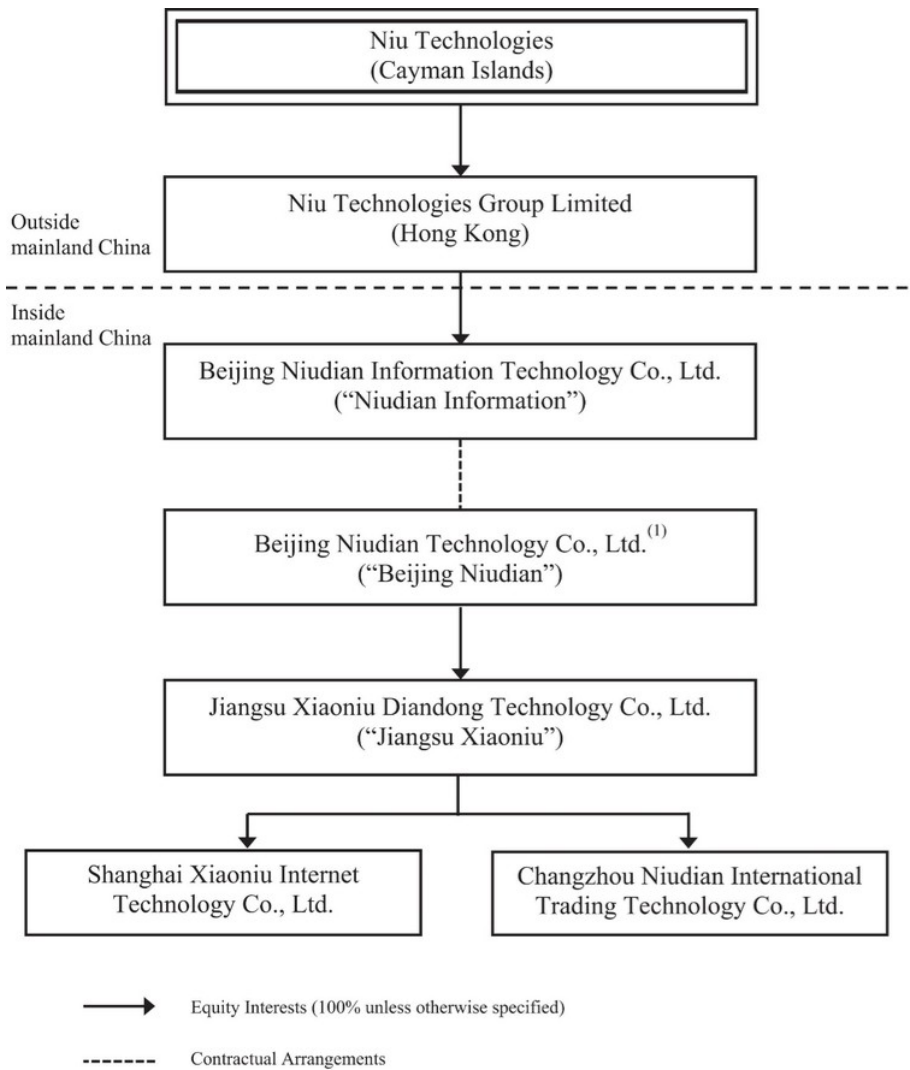 Niu Technologies
(Cayman Islands)
Niu Technologies Group Limited
(Hong Kong)
Outside
mainland China
Inside
mainland China
Beijing Niudian Information Technology Co., Ltd.
(“Niudian Information”)
Beijing Niudian Technology Co., Ltd.(1)
(“Beijing Niudian”)
Jiangsu Xiaoniu Diandong Technology Co., Ltd.
(“Jiangsu Xiaoniu”)
Shanghai Xiaoniu Internet
Technology Co., Ltd.
Changzhou Niudian International
Trading Technology Co., Ltd.
Equity Interests (100% unless otherwise specified)
Contractual Arrangements